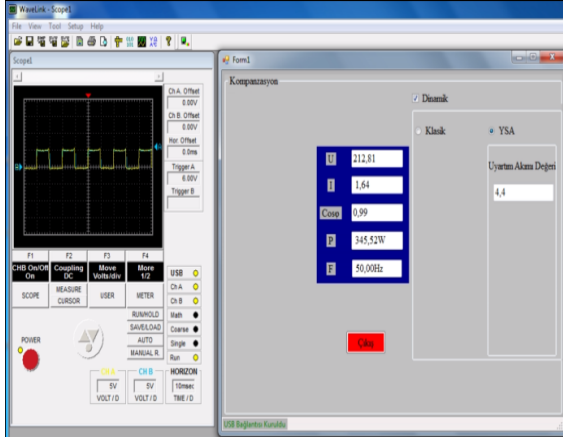 WaveLink - Scope1
File View Tool Setup Help
Scope1
Ch A. Offset
0.00V
Ch B. Offset
0.00V
Hor. Offset
0.0ms
Trigger A
6.00V
Trigger B
F1 F2 F3 F4
CHB On/Off On
Coupling DC
Move Volts/div
More 1/2
SCOPE
MEASURE CURSOR
USER
METER
RUN/HOLD
SAVE/LOAD
AUTO
MANUAL R.
POWER
USB
Ch A
Ch B
Math
Coarse
Single
Run
CH A
5V
VOLT / D
CH B
5V
VOLT / D
HORIZON
10msec
TIME / D
Form1
Kompanzasyon
Dinamik
Klasik
YSA
U 212,81
I 1,64
Cosφ 0,99
P 345,52W
F 50,00Hz
Uyartım Akımı Değeri
4,4
Çıkış
USB Bağlantısı Kuruldu